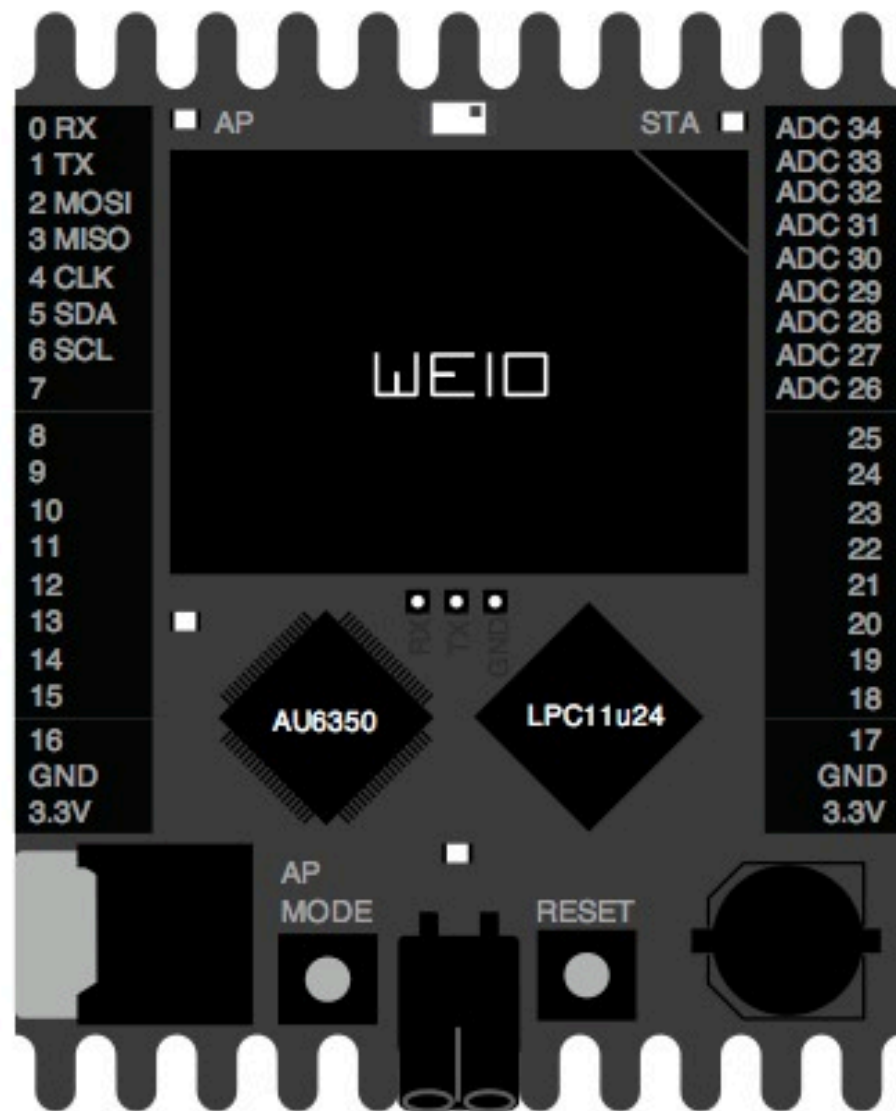 AP
STA
0 RX
1 TX
2 MOSI
3 MISO
4 CLK
5 SDA
6 SCL
7
8
9
10
11
12
13
14
15
16
GND
3.3V
WEIO
RX
TX
GND
AU6350
LPC11u24
ADC 34
ADC 33
ADC 32
ADC 31
ADC 30
ADC 29
ADC 28
ADC 27
ADC 26
25
24
23
22
21
20
19
18
17
GND
3.3V
AP
MODE
RESET